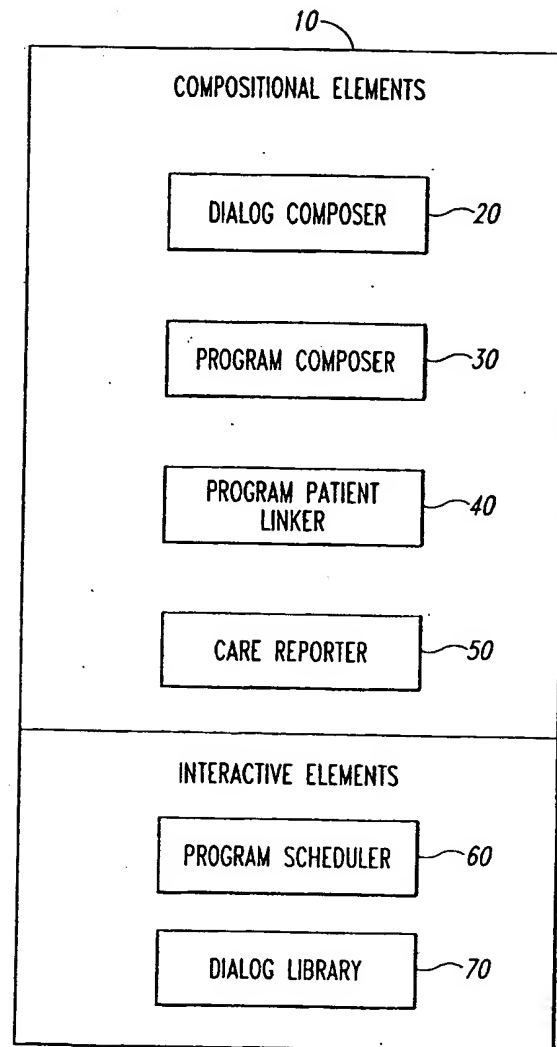 10
COMPOSITIONAL ELEMENTS
DIALOG COMPOSER
20
PROGRAM COMPOSER
30
PROGRAM PATIENT
LINKER
40
CARE REPORTER
50
INTERACTIVE ELEMENTS
PROGRAM SCHEDULER
60
DIALOG LIBRARY
70